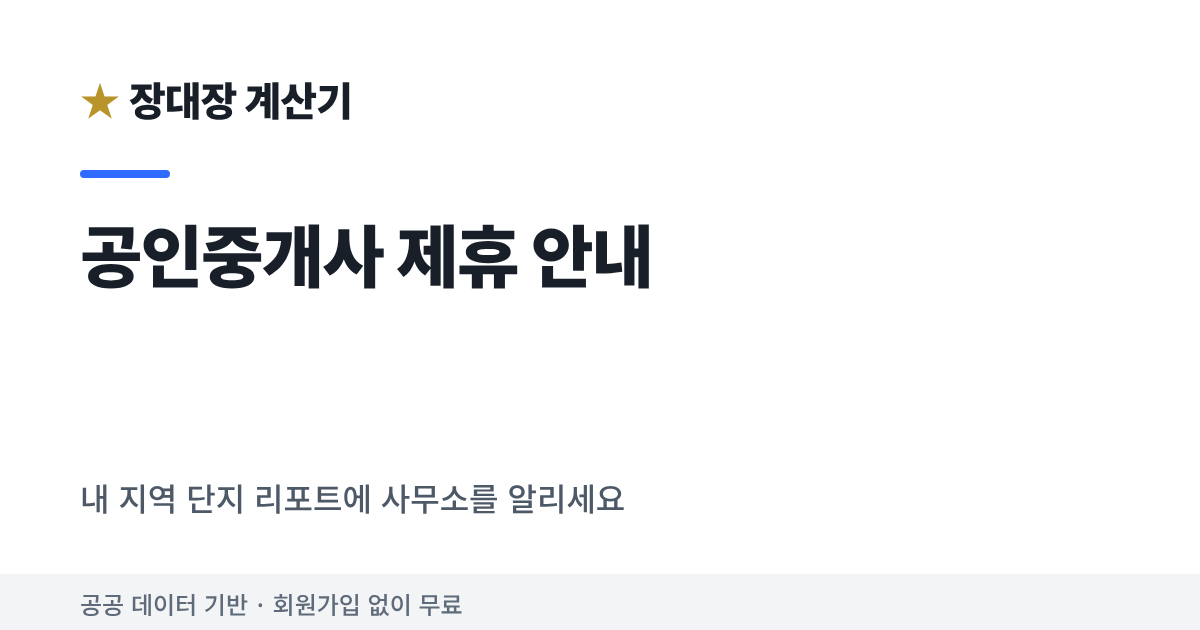 ★ 장대장 계산기
공인중개사 제휴 안내
내 지역 단지 리포트에 사무소를 알리세요
공공 데이터 기반 · 회원가입 없이 무료